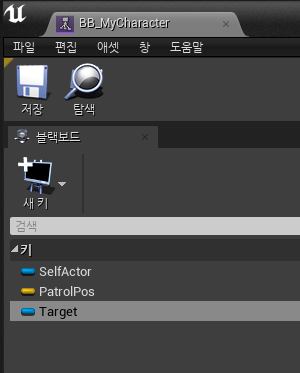 BB_MyCharacter
파일 편집 애셋 창 도움말
저장 탐색
블랙보드
새 키
검색
키
SelfActor
PatrolPos
Target